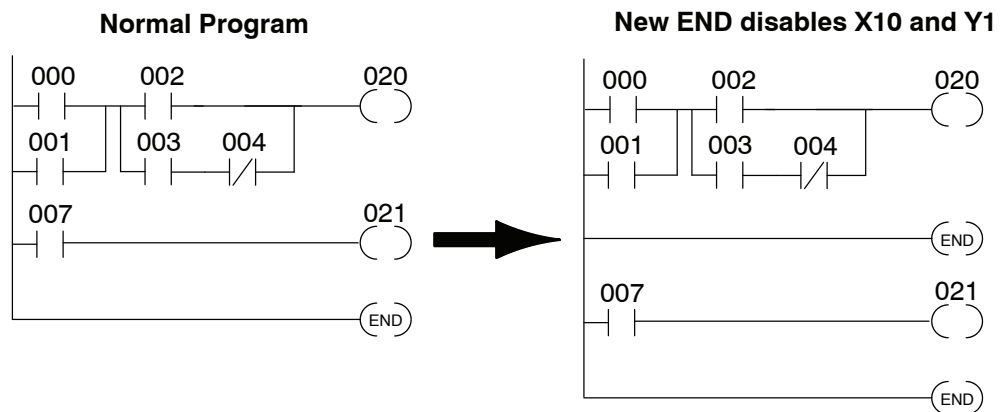 Normal Program
New END disables X10 and Y1
000 002 020
001 003 004
007 021
END
000 002 020
001 003 004
END
007 021
END